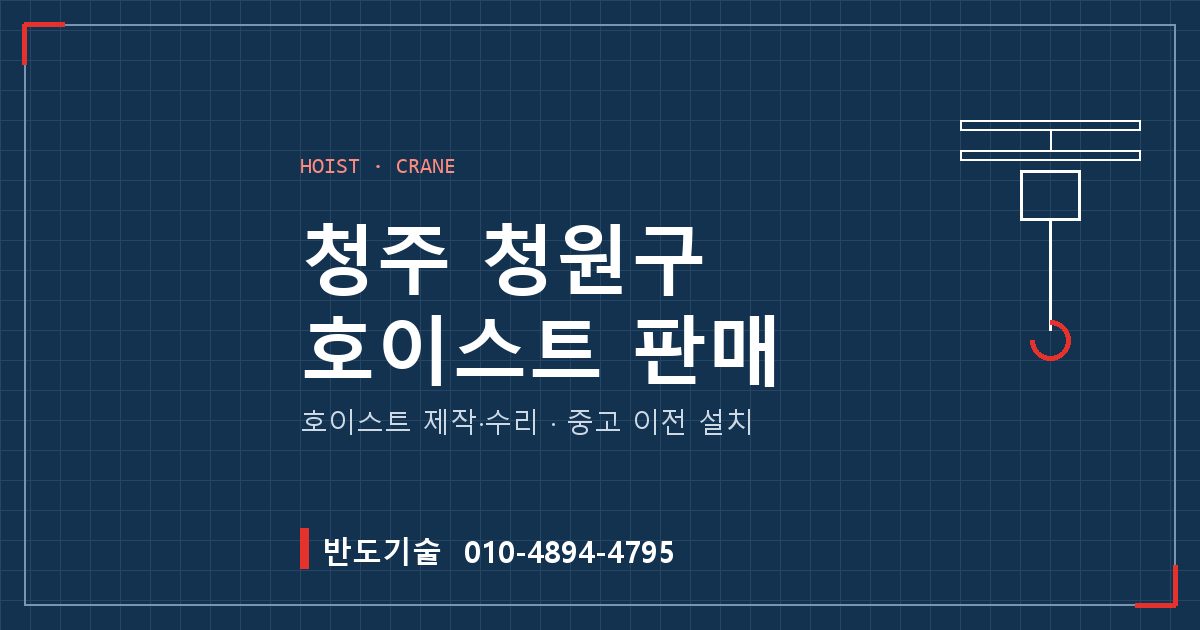 HOIST · CRANE
청주 청원구
호이스트 판매
호이스트 제작·수리 · 중고 이전 설치
반도기술 010-4894-4795